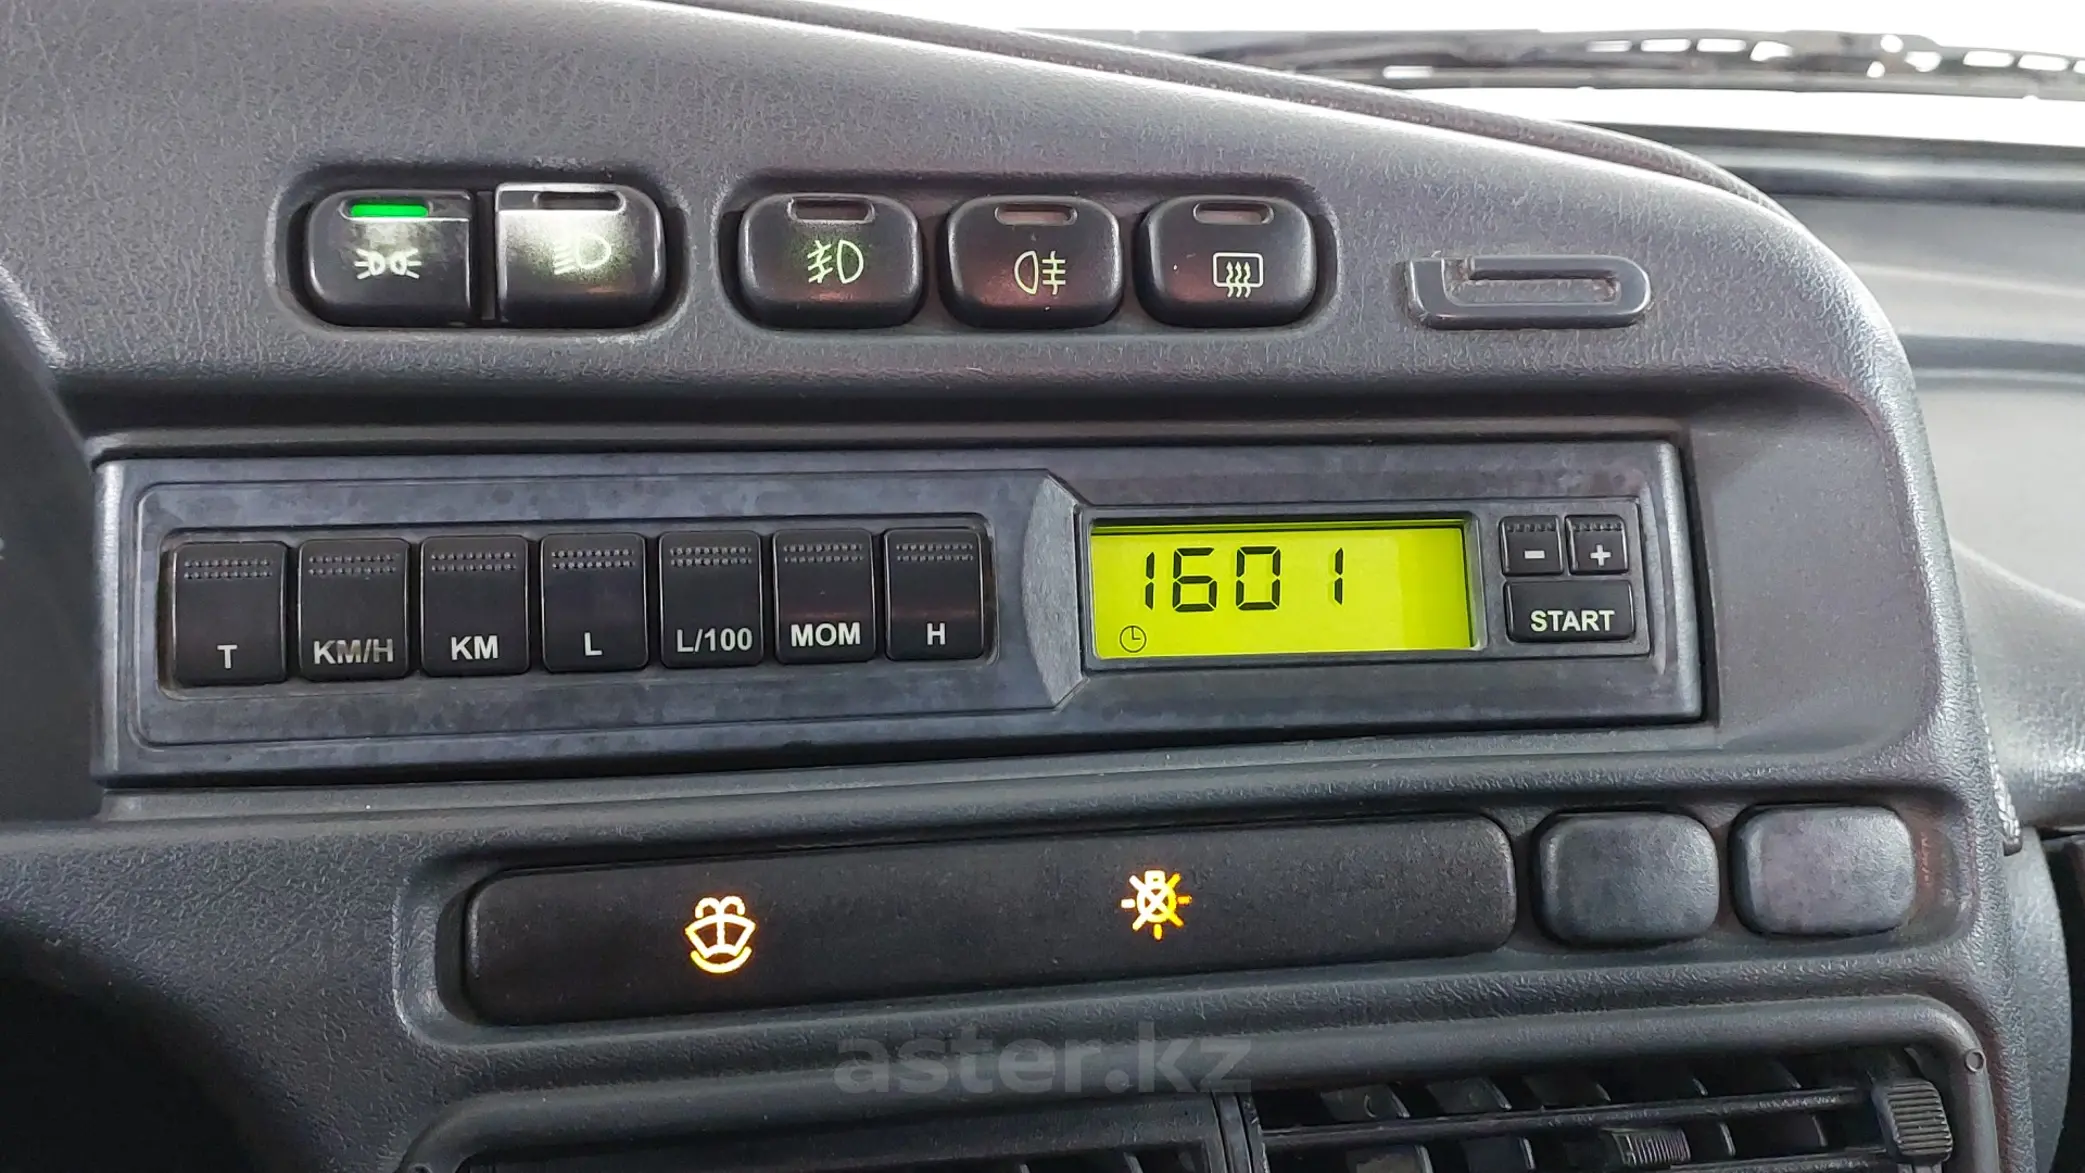 1601
T KM/H KM L L/100 MOM H
- +
START
aster.kz